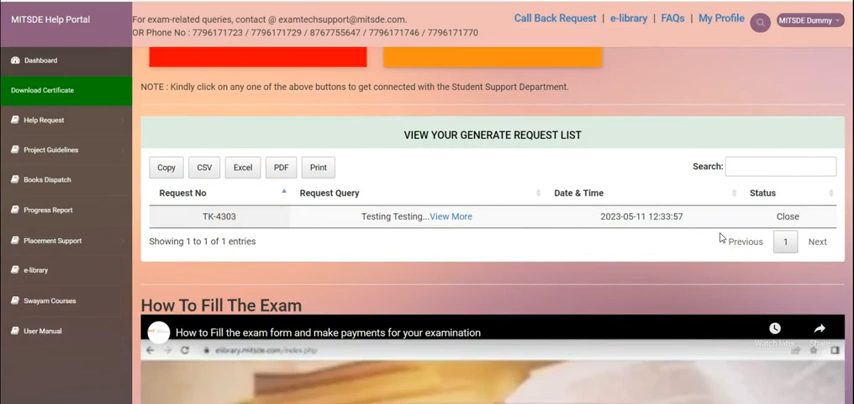 MITSDE Help Portal
For exam-related queries, contact @ examtechsupport@mitsde.com.
OR Phone No : 7796171723 / 7796171729 / 8767755647 / 7796171746 / 7796171770
Call Back Request | e-library | FAQs | My Profile
MITSDE Dummy
Dashboard
Download Certificate
Help Request
Project Guidelines
Books Dispatch
Progress Report
Placement Support
e-library
Swayam Courses
User Manual
NOTE : Kindly click on any one of the above buttons to get connected with the Student Support Department.
VIEW YOUR GENERATE REQUEST LIST
Copy CSV Excel PDF Print
Search:
Request No Request Query Date & Time Status
TK-4303 Testing Testing...View More 2023-05-11 12:33:57 Close
Showing 1 to 1 of 1 entries
Previous 1 Next
How To Fill The Exam
How to Fill the exam form and make payments for your examination
Watch later
elibrary.mitsde.com/index.php